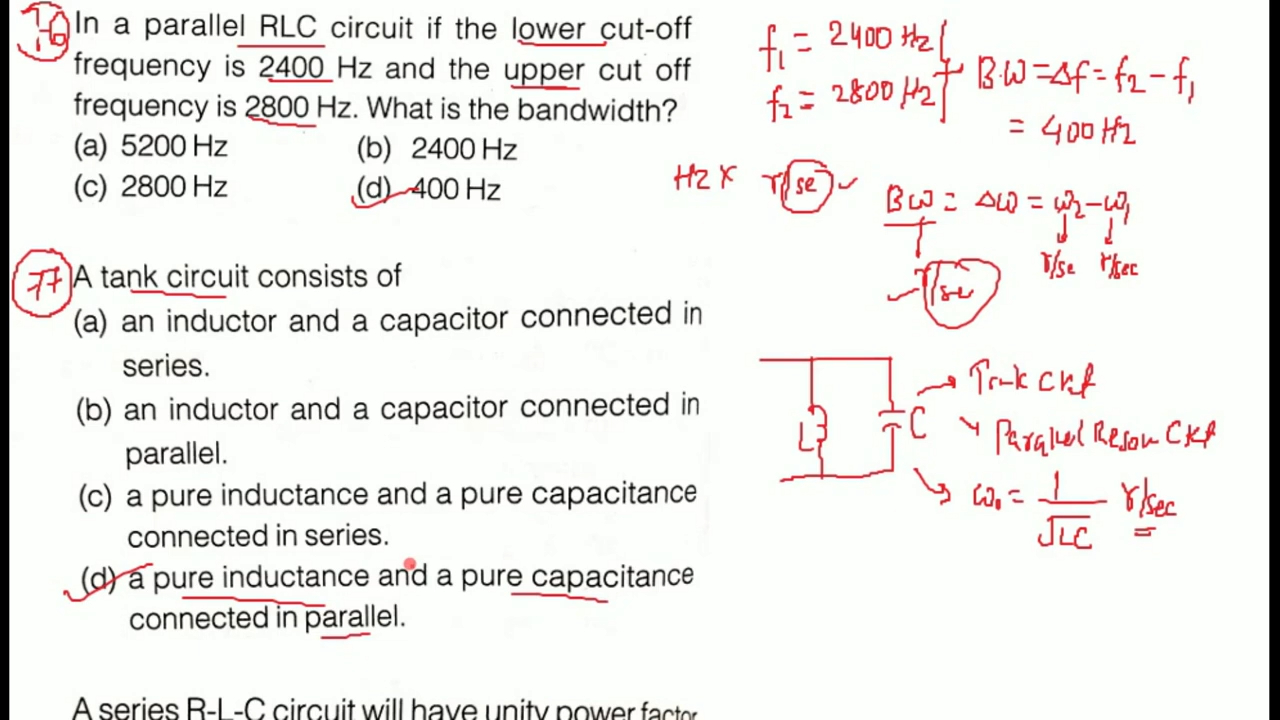 76 In a parallel RLC circuit if the lower cut-off
frequency is 2400 Hz and the upper cut off
frequency is 2800 Hz. What is the bandwidth?
(a) 5200 Hz (b) 2400 Hz
(c) 2800 Hz (d) 400 Hz
f₁ = 2400 Hz
f₂ = 2800 Hz
B.W = Δf = f₂ - f₁
= 400 Hz
Hz × r/se
BW = Δω = ω₂ - ω₁
r/se r/sec
r/se
77 A tank circuit consists of
(a) an inductor and a capacitor connected in
series.
(b) an inductor and a capacitor connected in
parallel.
(c) a pure inductance and a pure capacitance
connected in series.
(d) a pure inductance and a pure capacitance
connected in parallel.
L C
Tank Ckt
Parallel Reson Ckt
ω₀ = 1/√LC r/sec
A series R-L-C circuit will have unity power factor